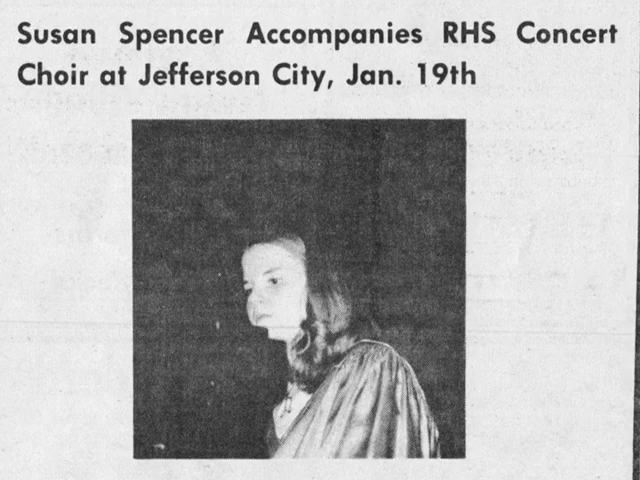 Susan Spencer Accompanies RHS Concert
Choir at Jefferson City, Jan. 19th